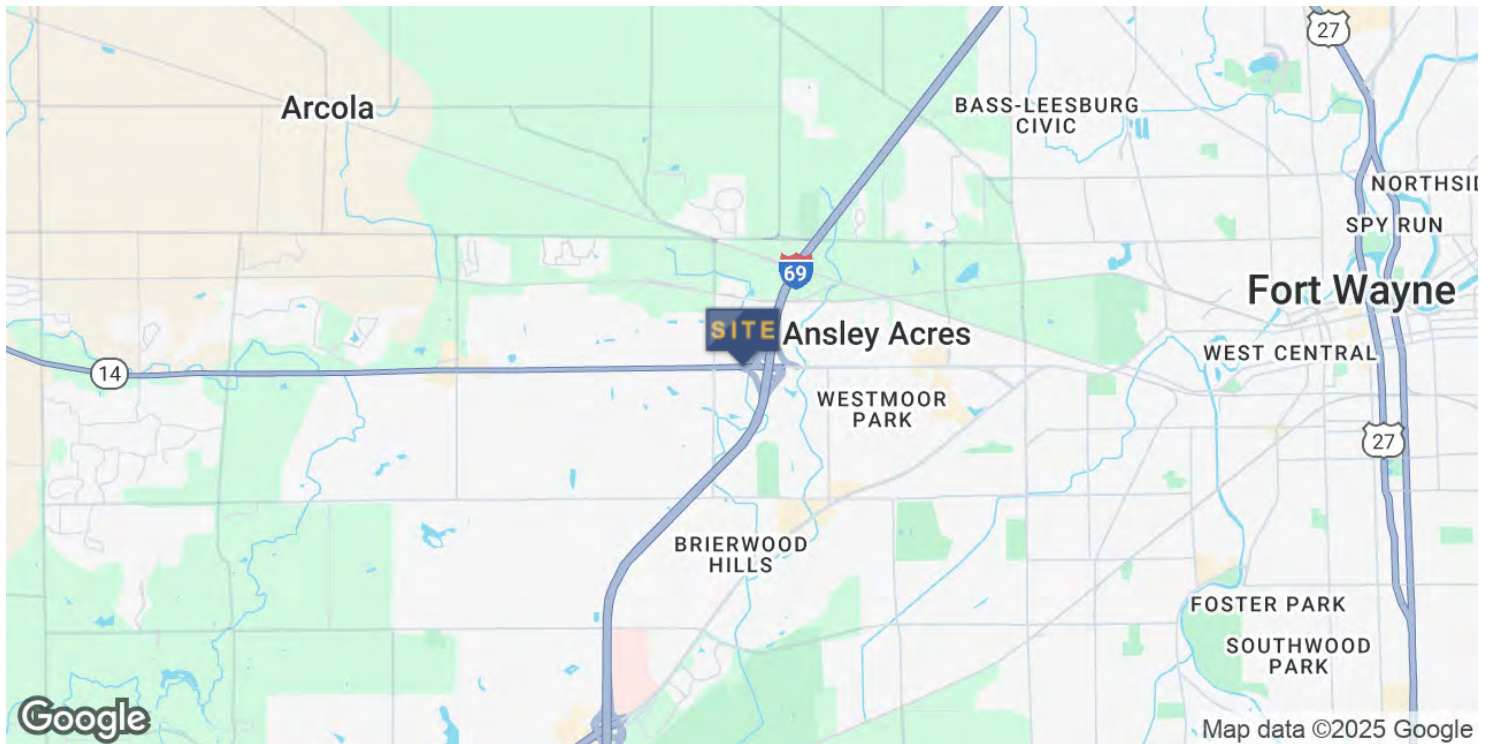 27
Arcola
BASS-LEESBURG
CIVIC
NORTHSID
SPY RUN
69
Fort Wayne
SITE
Ansley Acres
14
WEST CENTRAL
WESTMOOR
PARK
27
BRIERWOOD
HILLS
FOSTER PARK
SOUTHWOOD
PARK
Google
Map data ©2025 Google